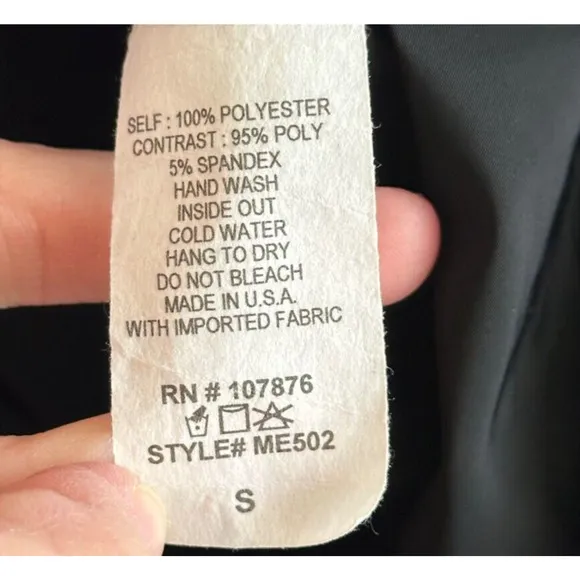 SELF : 100% POLYESTER
CONTRAST : 95% POLY
5% SPANDEX
HAND WASH
INSIDE OUT
COLD WATER
HANG TO DRY
DO NOT BLEACH
MADE IN U.S.A.
WITH IMPORTED FABRIC
RN # 107876
STYLE# ME502
S